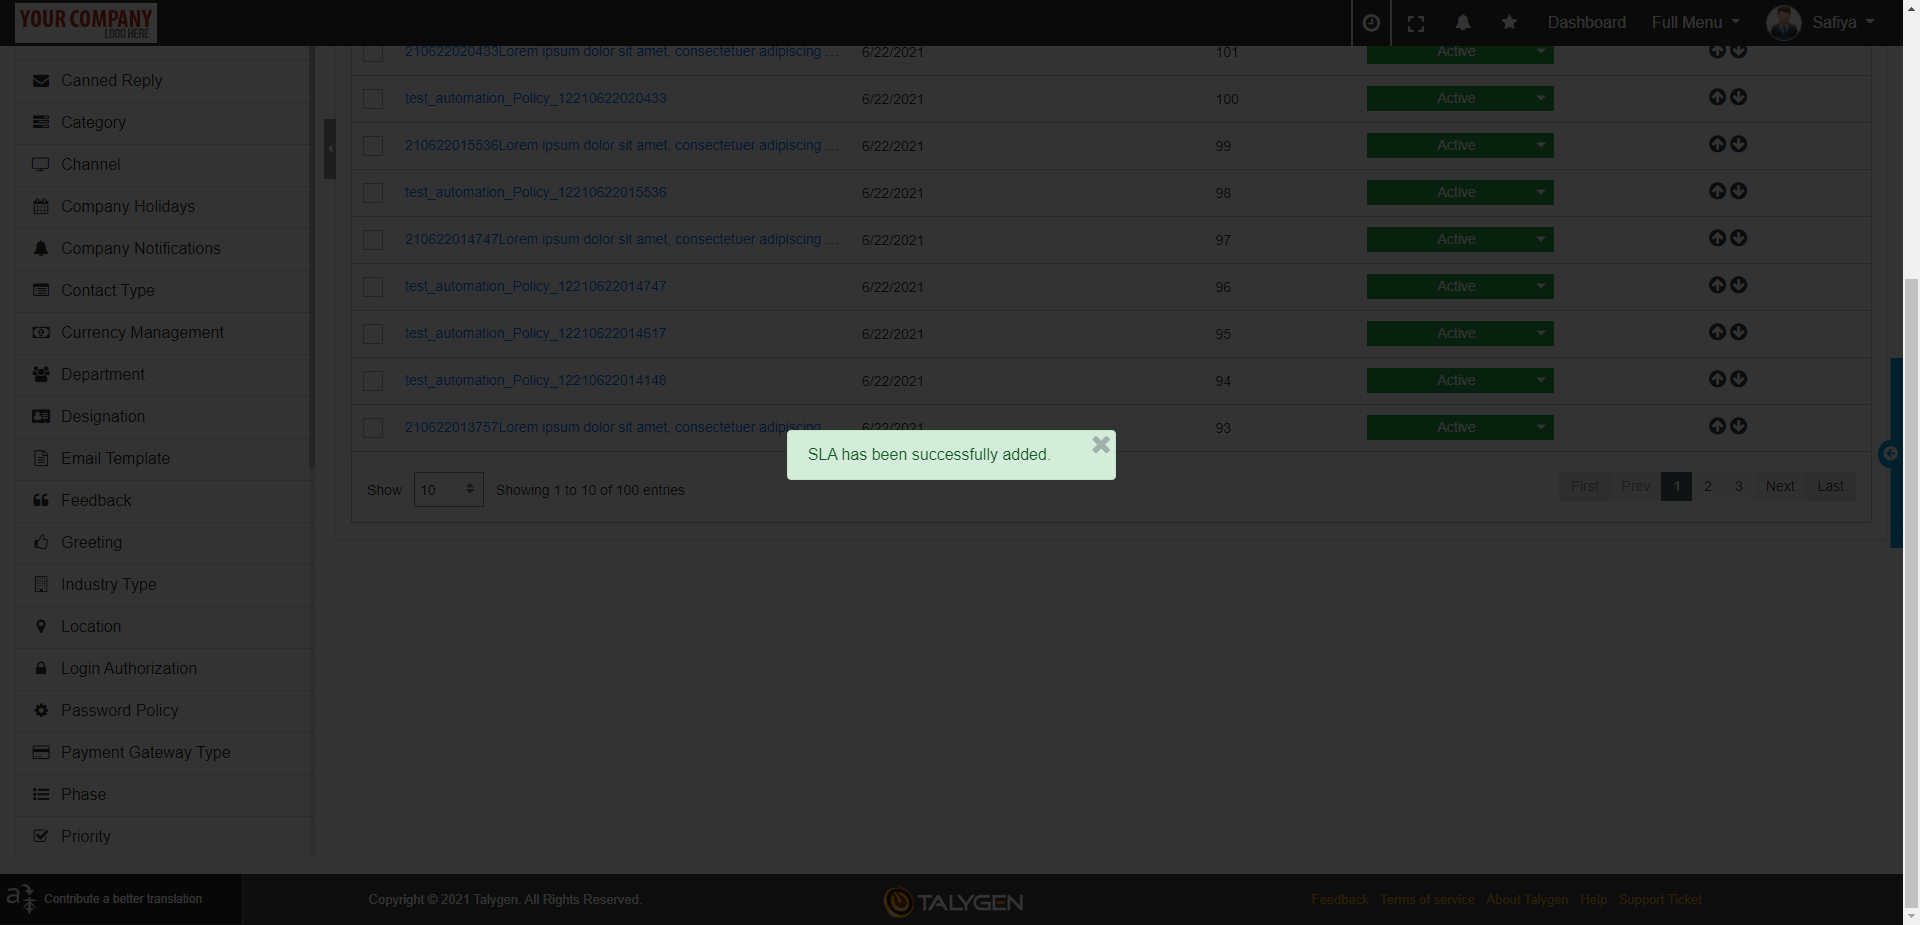 YOUR COMPANY
LOGO HERE
Dashboard Full Menu Safiya
Canned Reply
Category
Channel
Company Holidays
Company Notifications
Contact Type
Currency Management
Department
Designation
Email Template
Feedback
Greeting
Industry Type
Location
Login Authorization
Password Policy
Payment Gateway Type
Phase
Priority
210622020433Lorem ipsum dolor sit amet, consectetuer adipiscing ... 6/22/2021 101 Active
test_automation_Policy_12210622020433 6/22/2021 100 Active
210622015536Lorem ipsum dolor sit amet, consectetuer adipiscing ... 6/22/2021 99 Active
test_automation_Policy_12210622015536 6/22/2021 98 Active
210622014747Lorem ipsum dolor sit amet, consectetuer adipiscing ... 6/22/2021 97 Active
test_automation_Policy_12210622014747 6/22/2021 96 Active
test_automation_Policy_12210622014617 6/22/2021 95 Active
test_automation_Policy_12210622014148 6/22/2021 94 Active
210622013757Lorem ipsum dolor sit amet, consectetuer adipiscing 6/22/2021 93 Active
SLA has been successfully added.
Show 10 Showing 1 to 10 of 100 entries First Prev 1 2 3 Next Last
Contribute a better translation
Copyright © 2021 Talygen. All Rights Reserved.
TALYGEN
Feedback Terms of service About Talygen Help Support Ticket